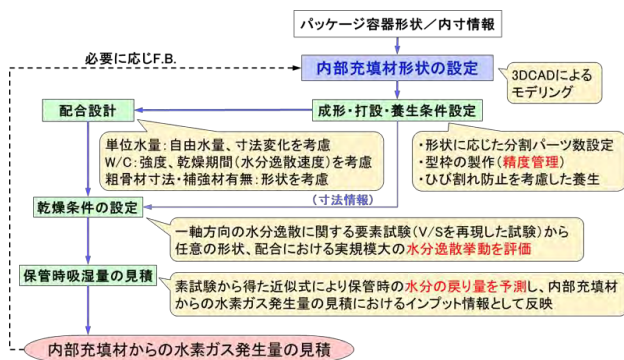 パッケージ容器形状／内寸情報
必要に応じF.B.
内部充填材形状の設定
3DCADによる
モデリング
配合設計
成形・打設・養生条件設定
単位水量：自由水量、寸法変化を考慮
W/C：強度、乾燥期間（水分逸散速度）を考慮
粗骨材寸法・補強材有無：形状を考慮
・形状に応じた分割パーツ数設定
・型枠の製作（精度管理）
・ひび割れ防止を考慮した養生
（寸法情報）
乾燥条件の設定
一軸方向の水分逸散に関する要素試験（V/Sを再現した試験）から
任意の形状、配合における実規模大の水分逸散挙動を評価
保管時吸湿量の見積
素試験から得た近似式により保管時の水分の戻り量を予測し、内部充填材
からの水素ガス発生量の見積におけるインプット情報として反映
内部充填材からの水素ガス発生量の見積